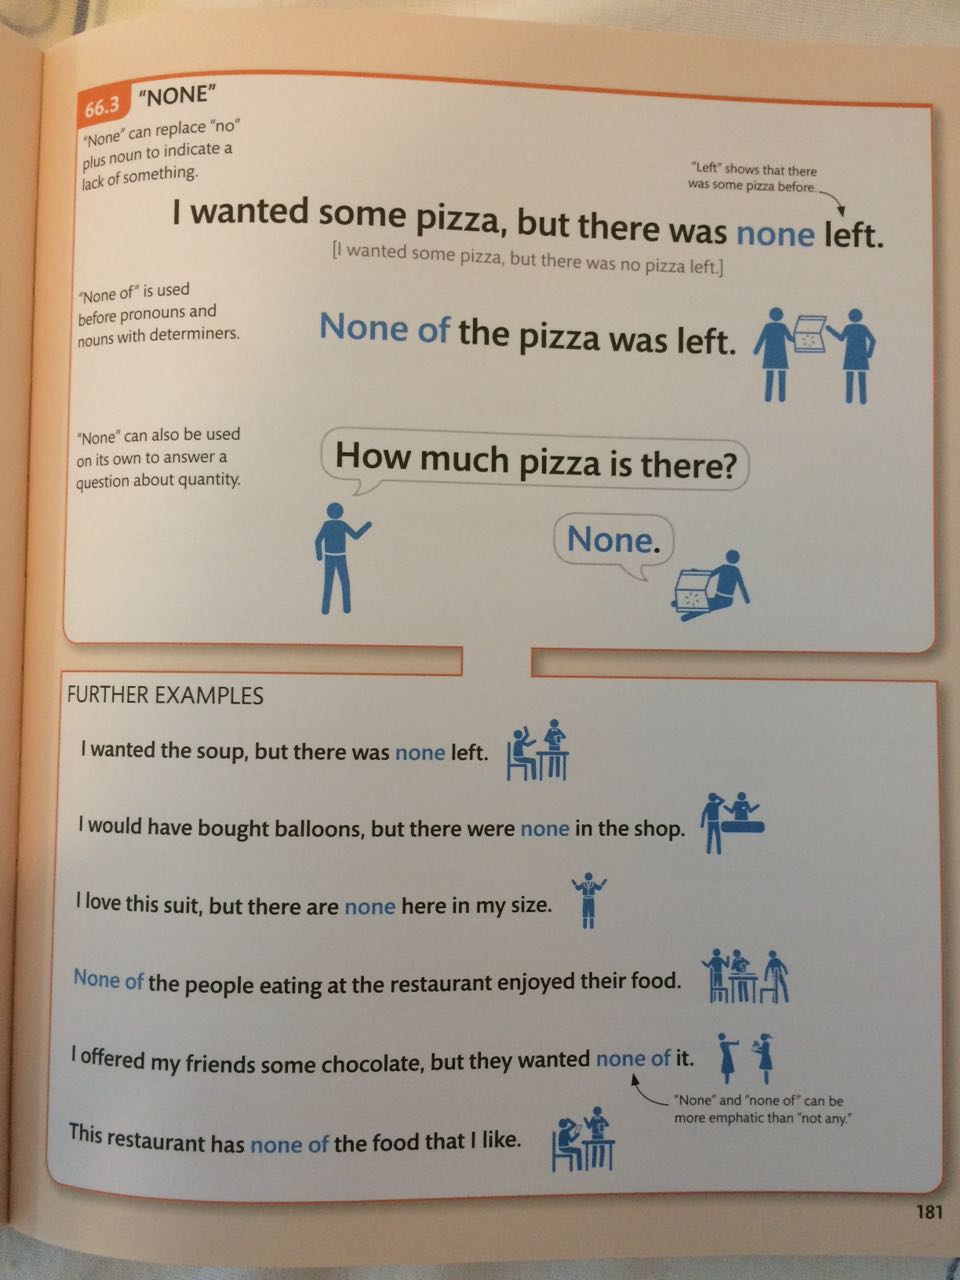 66.3 "NONE"
"None" can replace "no"
plus noun to indicate a
lack of something.
"Left" shows that there
was some pizza before.
I wanted some pizza, but there was none left.
[I wanted some pizza, but there was no pizza left.]
"None of" is used
before pronouns and
nouns with determiners.
None of the pizza was left.
"None" can also be used
on its own to answer a
question about quantity.
How much pizza is there?
None.
FURTHER EXAMPLES
I wanted the soup, but there was none left.
I would have bought balloons, but there were none in the shop.
I love this suit, but there are none here in my size.
None of the people eating at the restaurant enjoyed their food.
I offered my friends some chocolate, but they wanted none of it.
"None" and "none of" can be
more emphatic than "not any."
This restaurant has none of the food that I like.
181